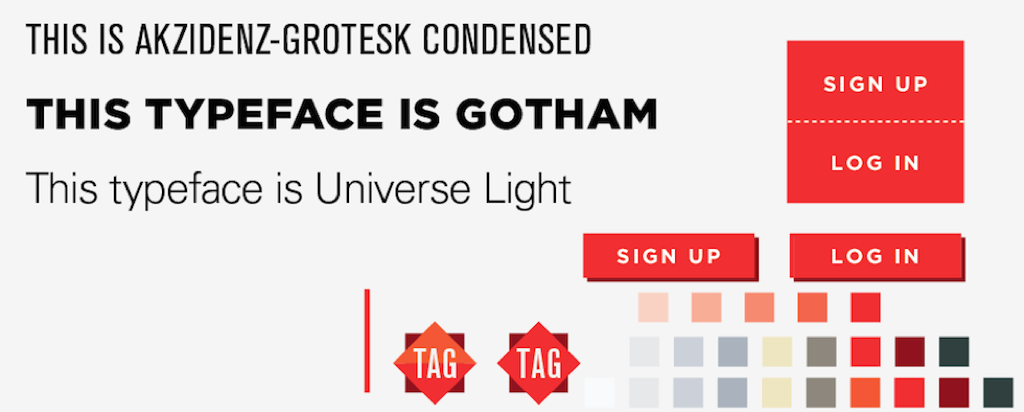 THIS IS AKZIDENZ-GROTESK CONDENSED
THIS TYPEFACE IS GOTHAM
This typeface is Universe Light
SIGN UP
LOG IN
SIGN UP
LOG IN
TAG
TAG